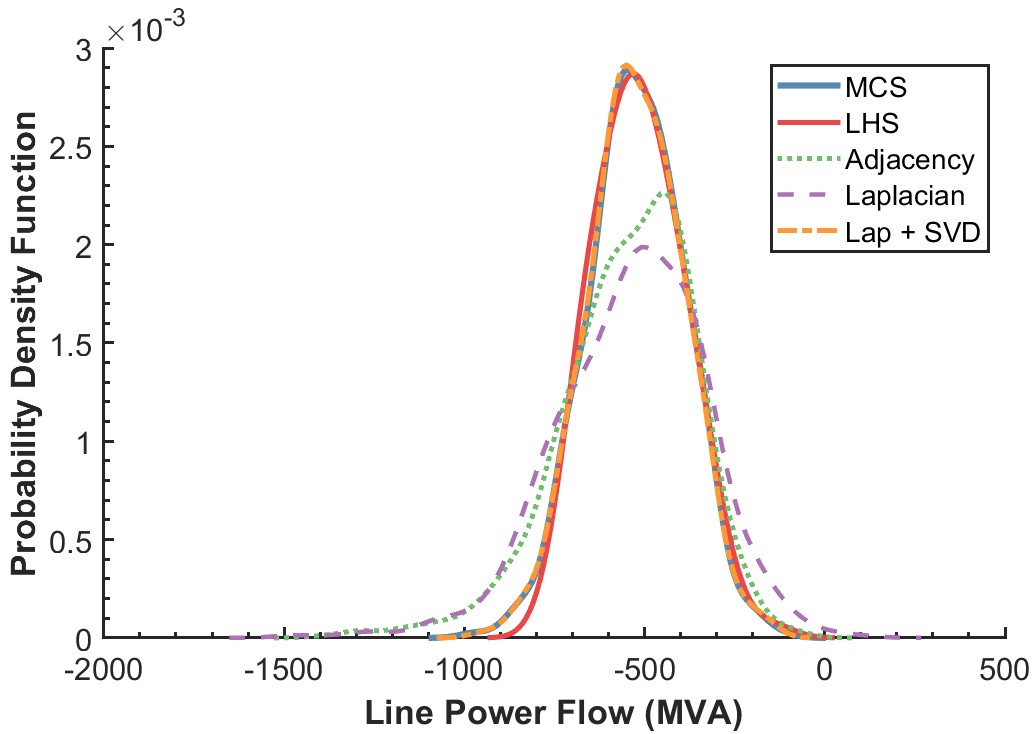 ×10-3
3
2.5
2
1.5
1
0.5
0
-2000 -1500 -1000 -500 0 500
Probability Density Function
Line Power Flow (MVA)
MCS
LHS
Adjacency
Laplacian
Lap + SVD